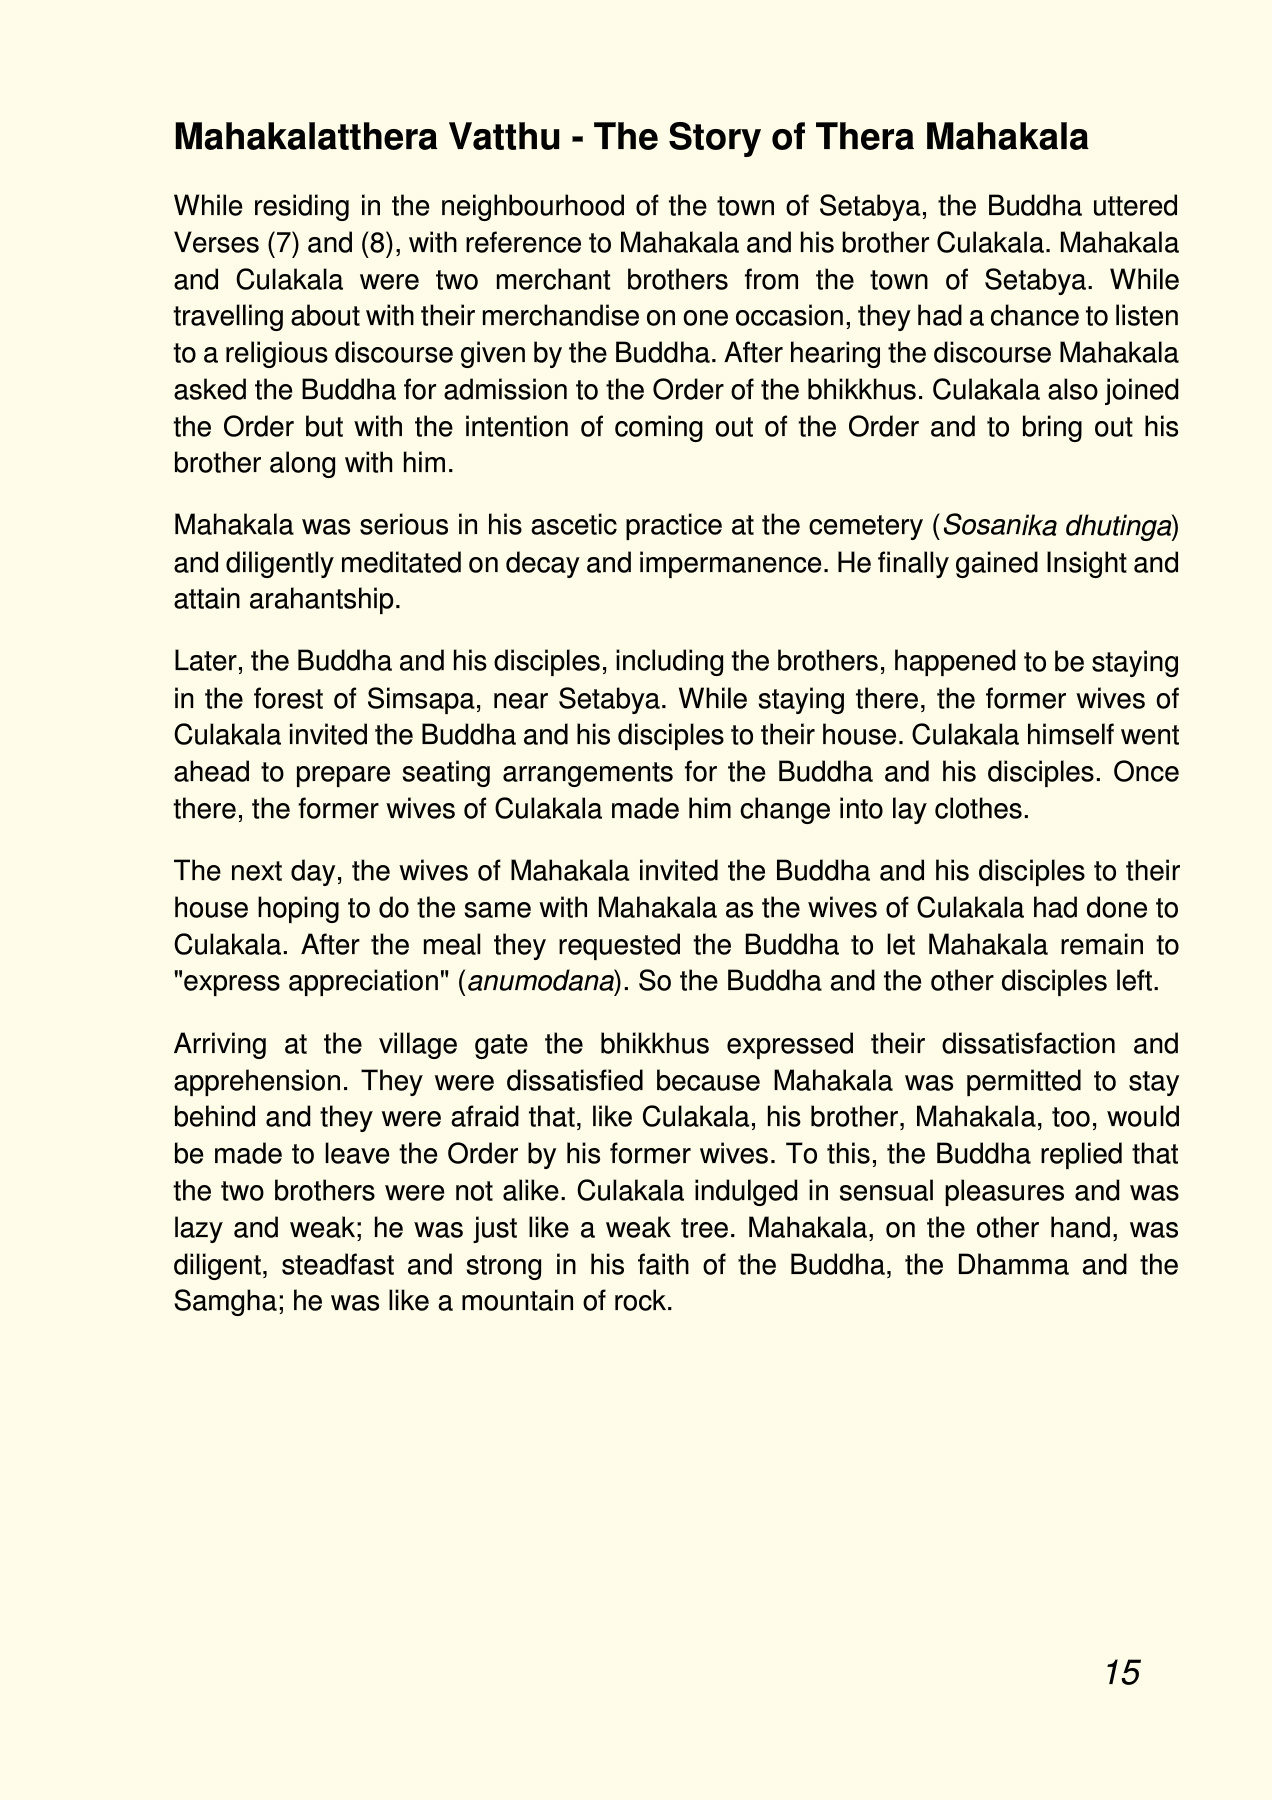 Mahakalatthera Vatthu - The Story of Thera Mahakala
While residing in the neighbourhood of the town of Setabya, the Buddha uttered
Verses (7) and (8), with reference to Mahakala and his brother Culakala. Mahakala
and Culakala were two merchant brothers from the town of Setabya. While
travelling about with their merchandise on one occasion, they had a chance to listen
to a religious discourse given by the Buddha. After hearing the discourse Mahakala
asked the Buddha for admission to the Order of the bhikkhus. Culakala also joined
the Order but with the intention of coming out of the Order and to bring out his
brother along with him.
Mahakala was serious in his ascetic practice at the cemetery (Sosanika dhutinga)
and diligently meditated on decay and impermanence. He finally gained Insight and
attain arahantship.
Later, the Buddha and his disciples, including the brothers, happened to be staying
in the forest of Simsapa, near Setabya. While staying there, the former wives of
Culakala invited the Buddha and his disciples to their house. Culakala himself went
ahead to prepare seating arrangements for the Buddha and his disciples. Once
there, the former wives of Culakala made him change into lay clothes.
The next day, the wives of Mahakala invited the Buddha and his disciples to their
house hoping to do the same with Mahakala as the wives of Culakala had done to
Culakala. After the meal they requested the Buddha to let Mahakala remain to
"express appreciation" (anumodana). So the Buddha and the other disciples left.
Arriving at the village gate the bhikkhus expressed their dissatisfaction and
apprehension. They were dissatisfied because Mahakala was permitted to stay
behind and they were afraid that, like Culakala, his brother, Mahakala, too, would
be made to leave the Order by his former wives. To this, the Buddha replied that
the two brothers were not alike. Culakala indulged in sensual pleasures and was
lazy and weak; he was just like a weak tree. Mahakala, on the other hand, was
diligent, steadfast and strong in his faith of the Buddha, the Dhamma and the
Samgha; he was like a mountain of rock.
15